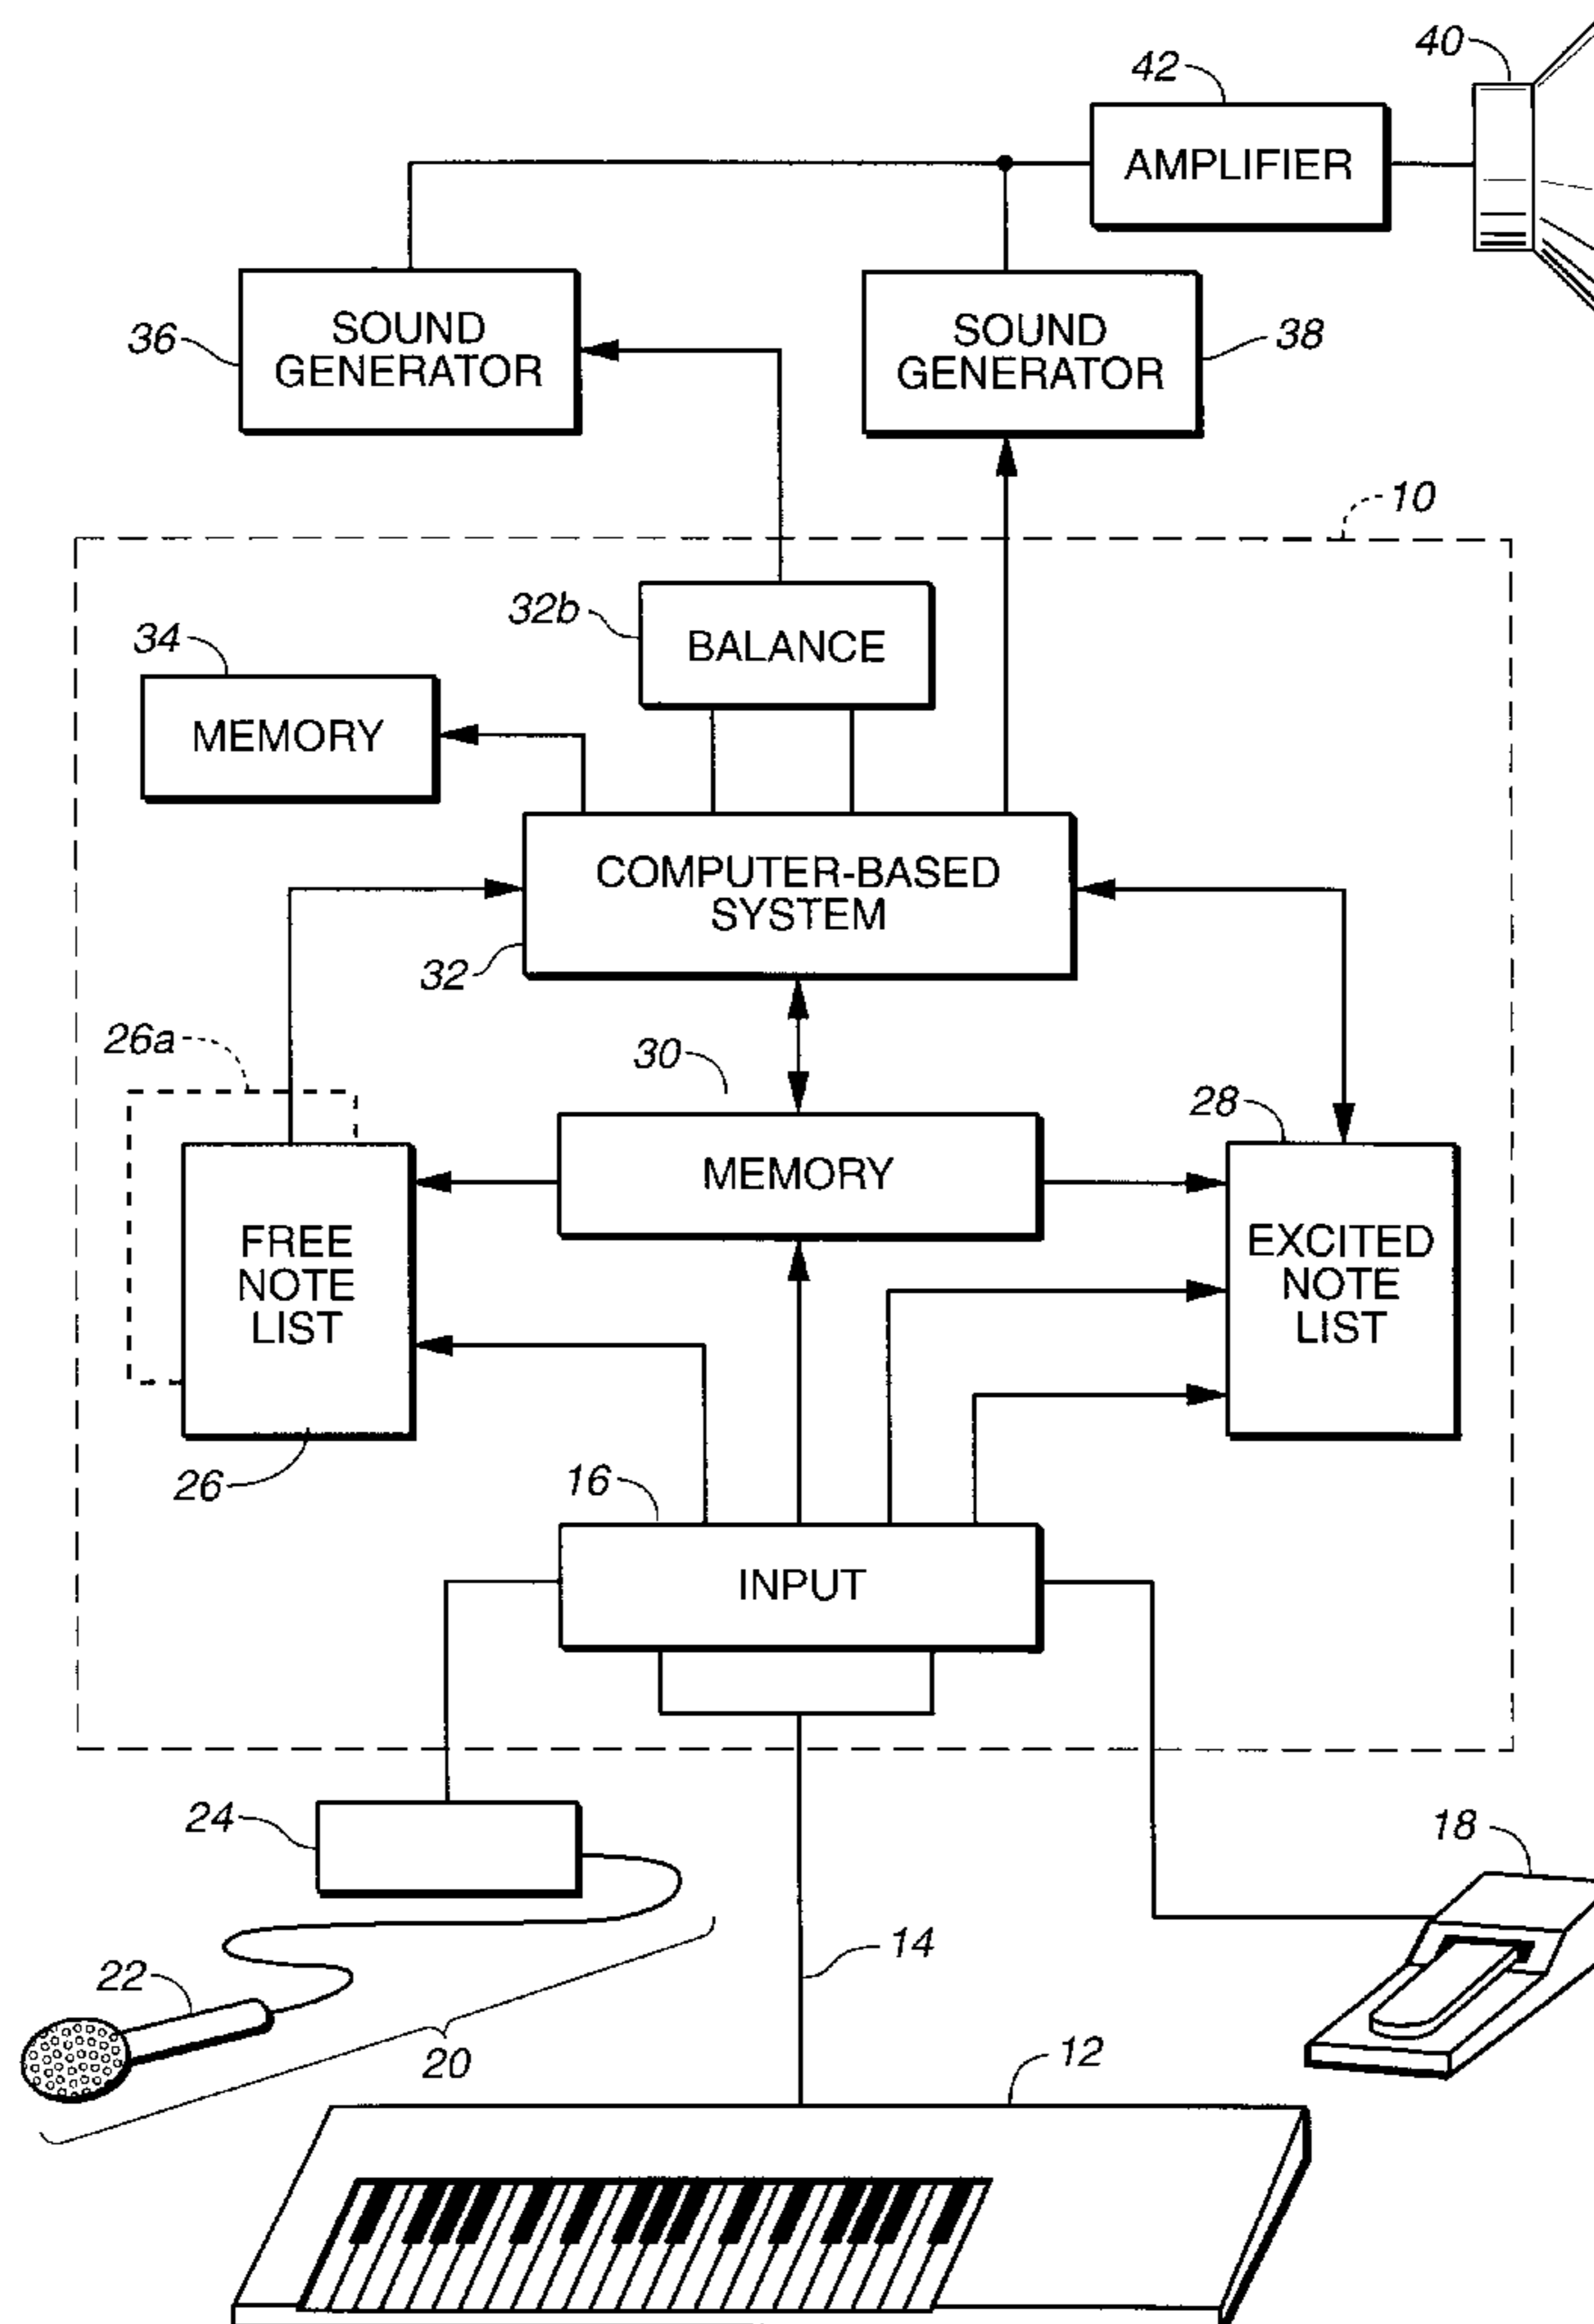 40
42
AMPLIFIER
36
SOUND
GENERATOR
SOUND
GENERATOR
38
10
32b
BALANCE
34
MEMORY
COMPUTER-BASED
SYSTEM
32
26a
30
28
MEMORY
FREE
NOTE
LIST
EXCITED
NOTE
LIST
26
16
INPUT
24
18
14
22
20
12